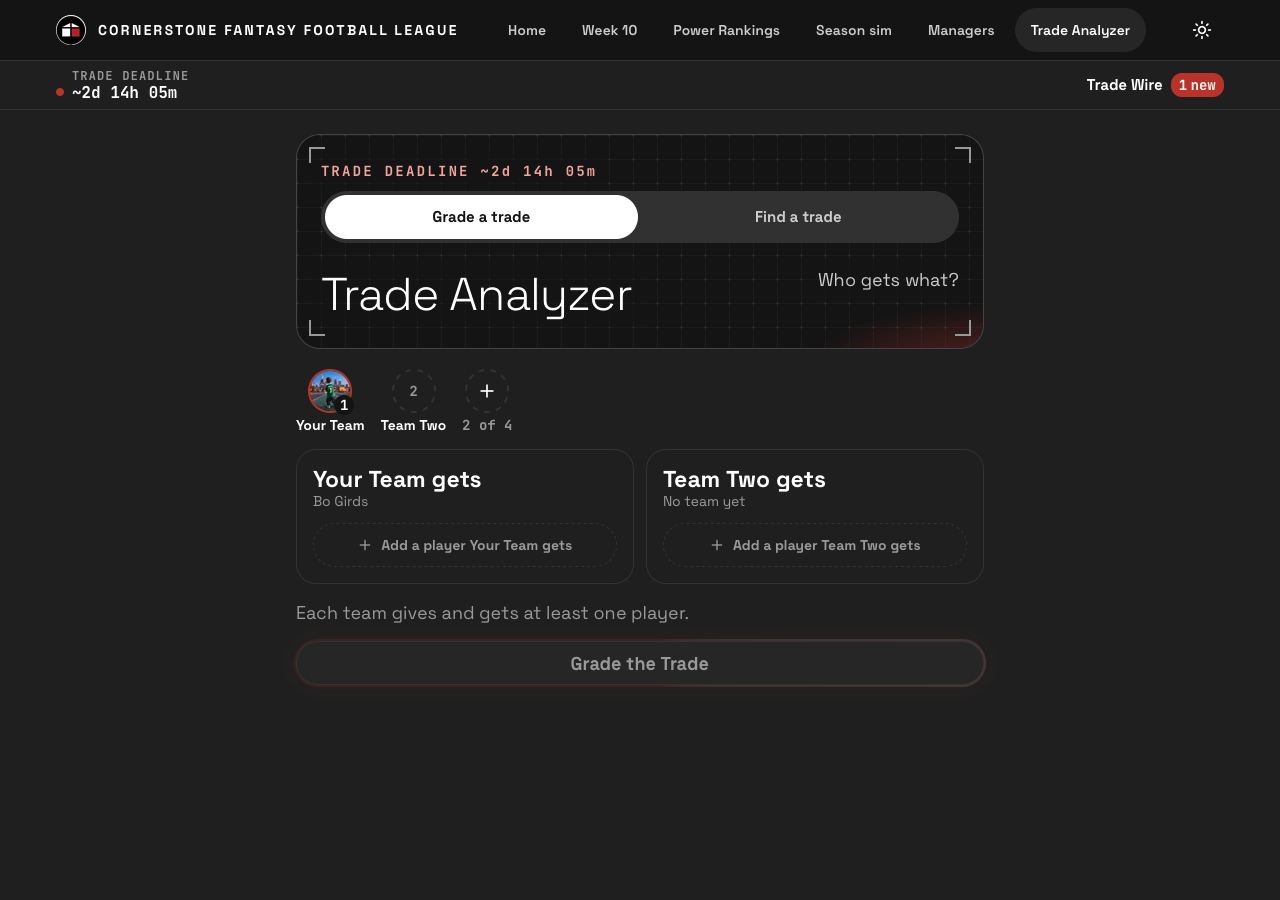 CORNERSTONE FANTASY FOOTBALL LEAGUE
Home
Week 10
Power Rankings
Season sim
Managers
Trade Analyzer
TRADE DEADLINE
~2d 14h 05m
Trade Wire
1 new
TRADE DEADLINE ~2d 14h 05m
Grade a trade
Find a trade
Trade Analyzer
Who gets what?
1
2
Your Team
Team Two
2 of 4
Your Team gets
Bo Girds
Add a player Your Team gets
Team Two gets
No team yet
Add a player Team Two gets
Each team gives and gets at least one player.
Grade the Trade